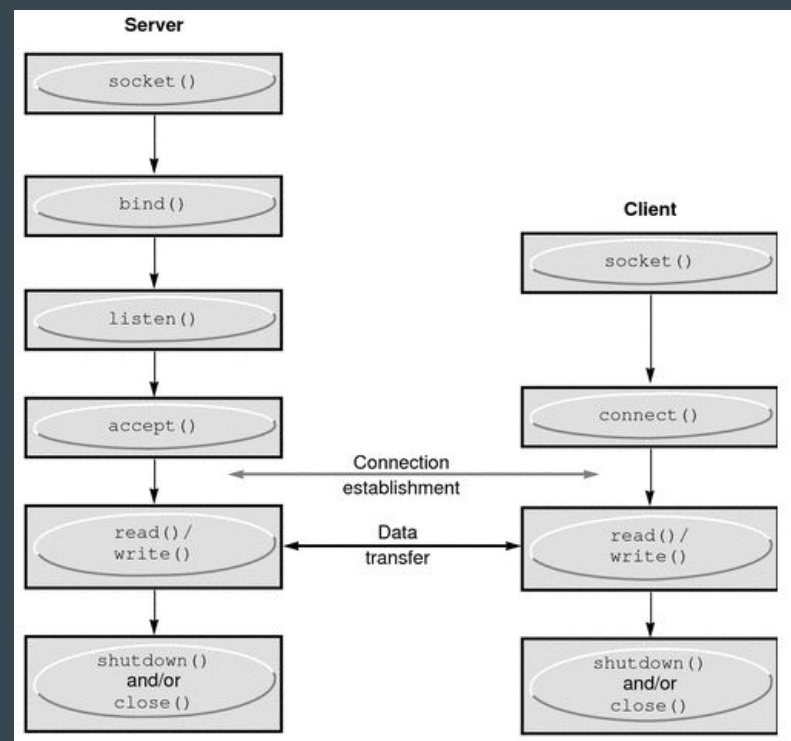 Server
socket()
bind()
listen()
accept()
read()/
write()
shutdown()
and/or
close()
Connection
establishment
Data
transfer
Client
socket()
connect()
read()/
write()
shutdown()
and/or
close()